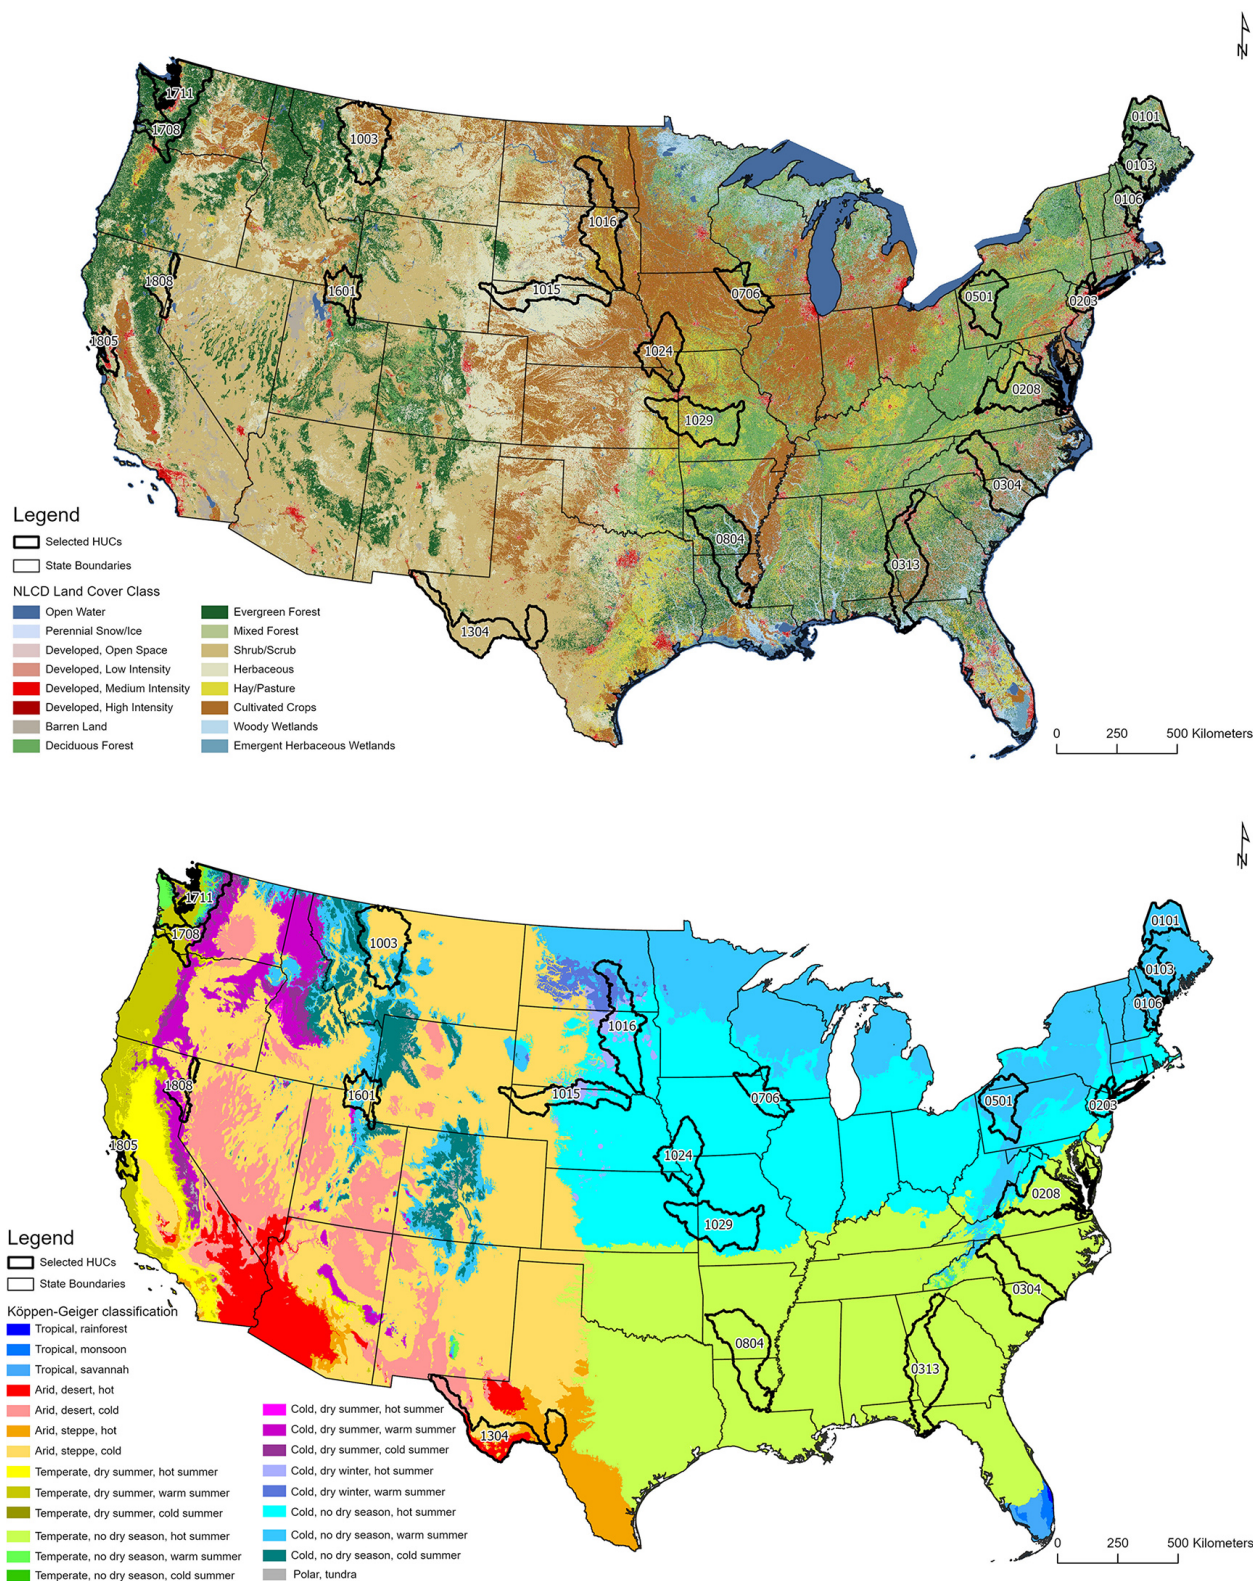 N
1711
1708
1003
0101
0103
0106
1016
1808
1601
1015
0706
0501
0203
1805
1024
0208
1029
0304
0804
0313
1304
Legend
Selected HUCs
State Boundaries
NLCD Land Cover Class
Open Water
Perennial Snow/Ice
Developed, Open Space
Developed, Low Intensity
Developed, Medium Intensity
Developed, High Intensity
Barren Land
Deciduous Forest
Evergreen Forest
Mixed Forest
Shrub/Scrub
Herbaceous
Hay/Pasture
Cultivated Crops
Woody Wetlands
Emergent Herbaceous Wetlands
0 250 500 Kilometers
N
1711
1708
1003
0101
0103
0106
1016
1808
1601
1015
0706
0501
0203
1805
1024
0208
1029
0304
0804
0313
1304
Legend
Selected HUCs
State Boundaries
Köppen-Geiger classification
Tropical, rainforest
Tropical, monsoon
Tropical, savannah
Arid, desert, hot
Arid, desert, cold
Arid, steppe, hot
Arid, steppe, cold
Temperate, dry summer, hot summer
Temperate, dry summer, warm summer
Temperate, dry summer, cold summer
Temperate, no dry season, hot summer
Temperate, no dry season, warm summer
Temperate, no dry season, cold summer
Cold, dry summer, hot summer
Cold, dry summer, warm summer
Cold, dry summer, cold summer
Cold, dry winter, hot summer
Cold, dry winter, warm summer
Cold, no dry season, hot summer
Cold, no dry season, warm summer
Cold, no dry season, cold summer
Polar, tundra
0 250 500 Kilometers